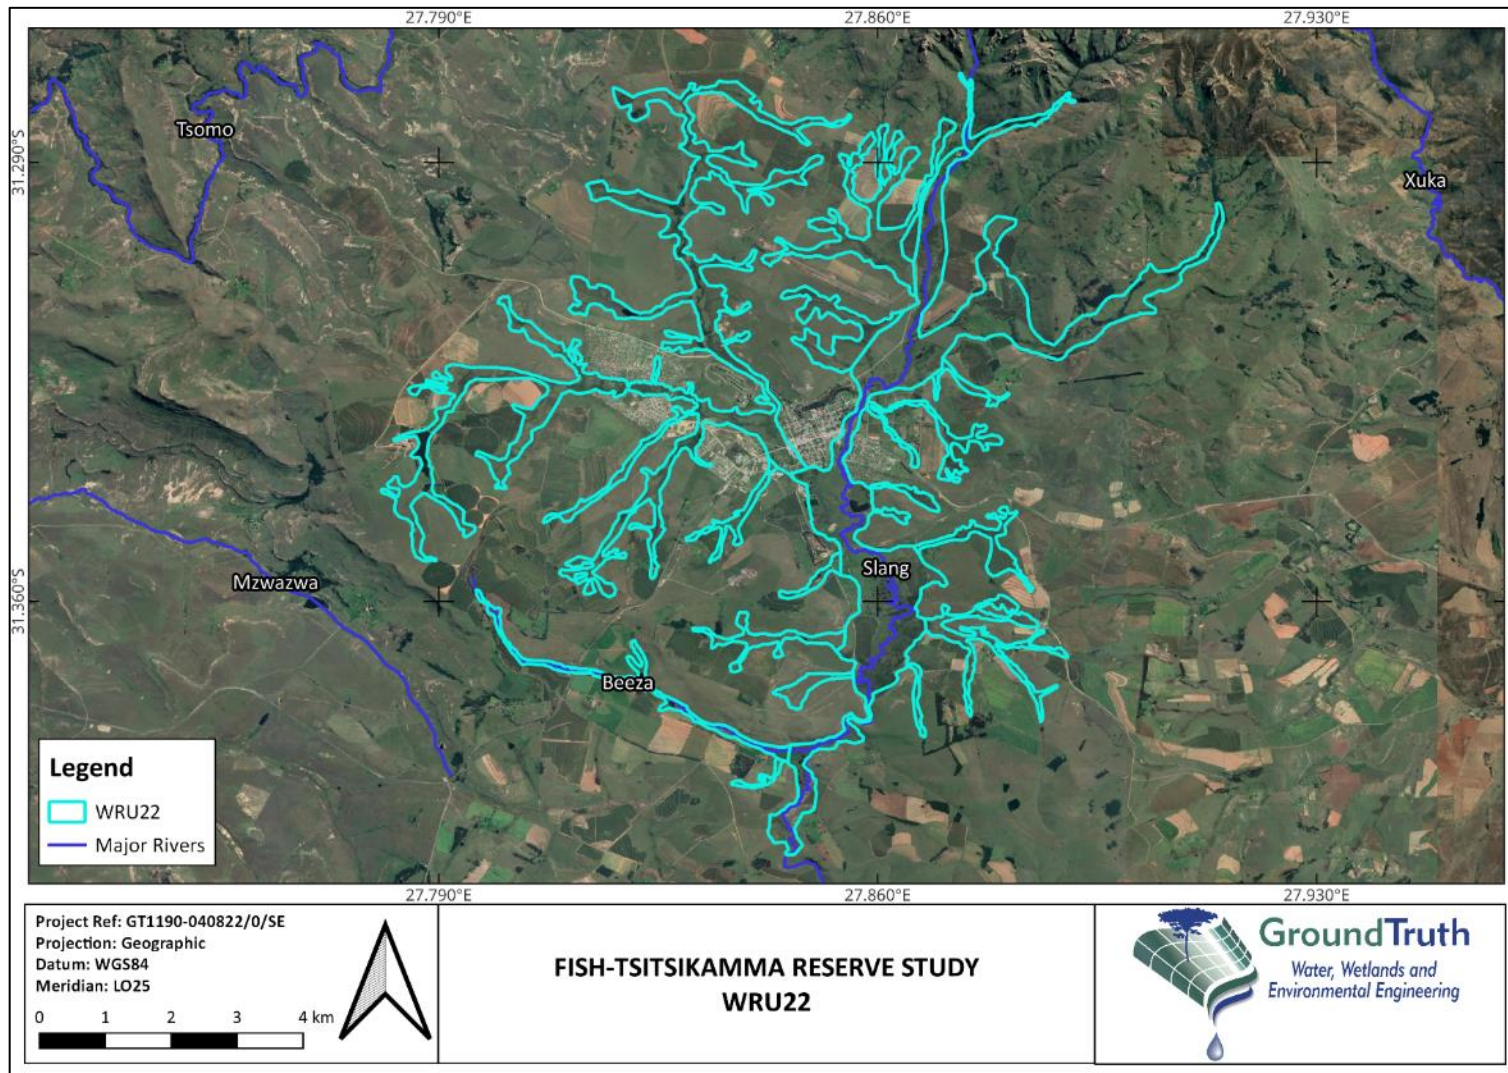 27.790°E 27.860°E 27.930°E
Tsomo
31.290°S
Xuka
Mzwazwa
Slang
31.360°S
Beeza
Legend
WRU22
Major Rivers
27.790°E 27.860°E 27.930°E
Project Ref: GT1190-040822/0/SE
Projection: Geographic
Datum: WGS84
Meridian: LO25
0 1 2 3 4 km
FISH-TSITSIKAMMA RESERVE STUDY
WRU22
GroundTruth
Water, Wetlands and
Environmental Engineering